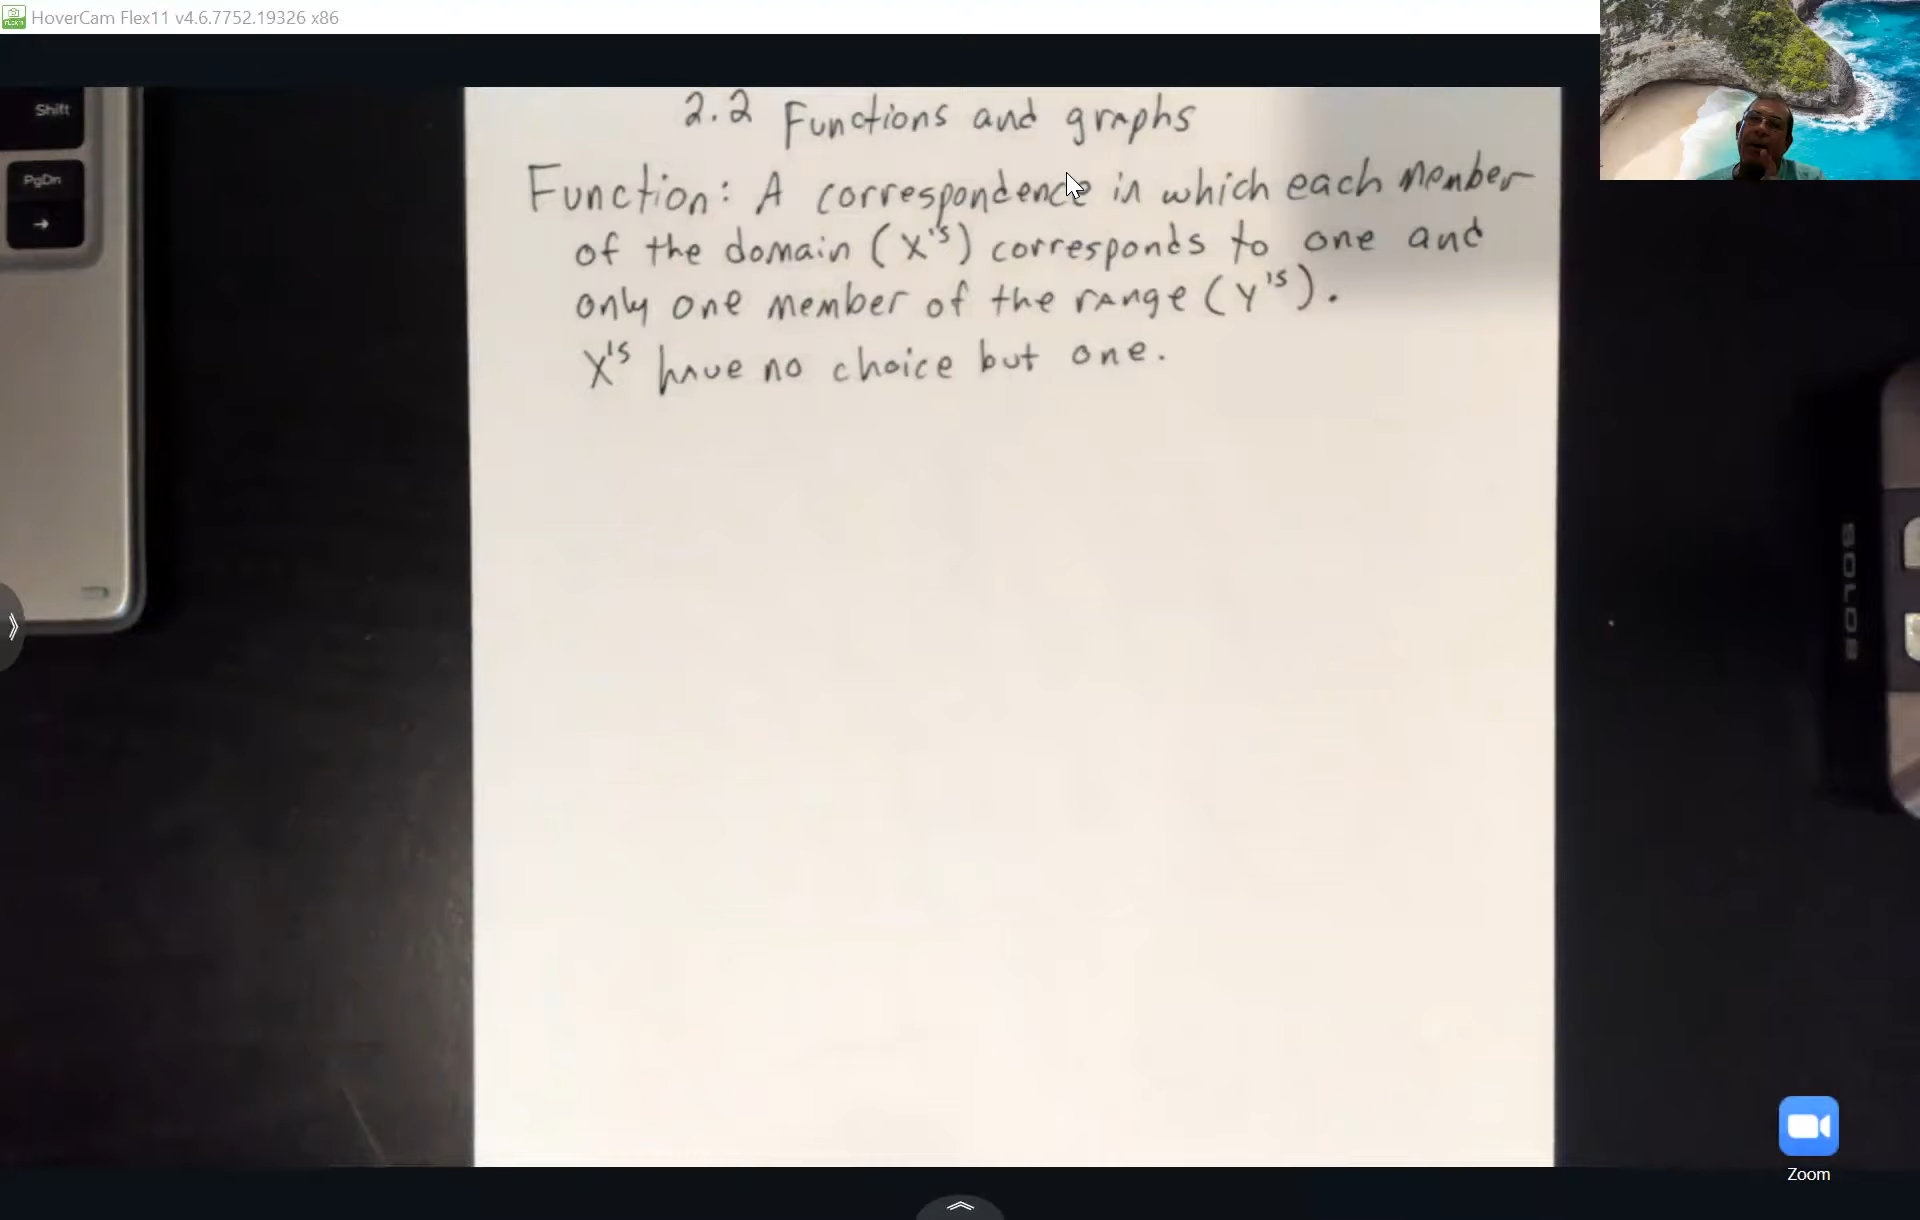 HoverCam Flex11 v4.6.7752.19326 x86
Shift
PgDn
2.2 Functions and graphs
Function: A correspondence in which each member
of the domain (X's) corresponds to one and
only one member of the range (Y's).
X's have no choice but one.
Zoom